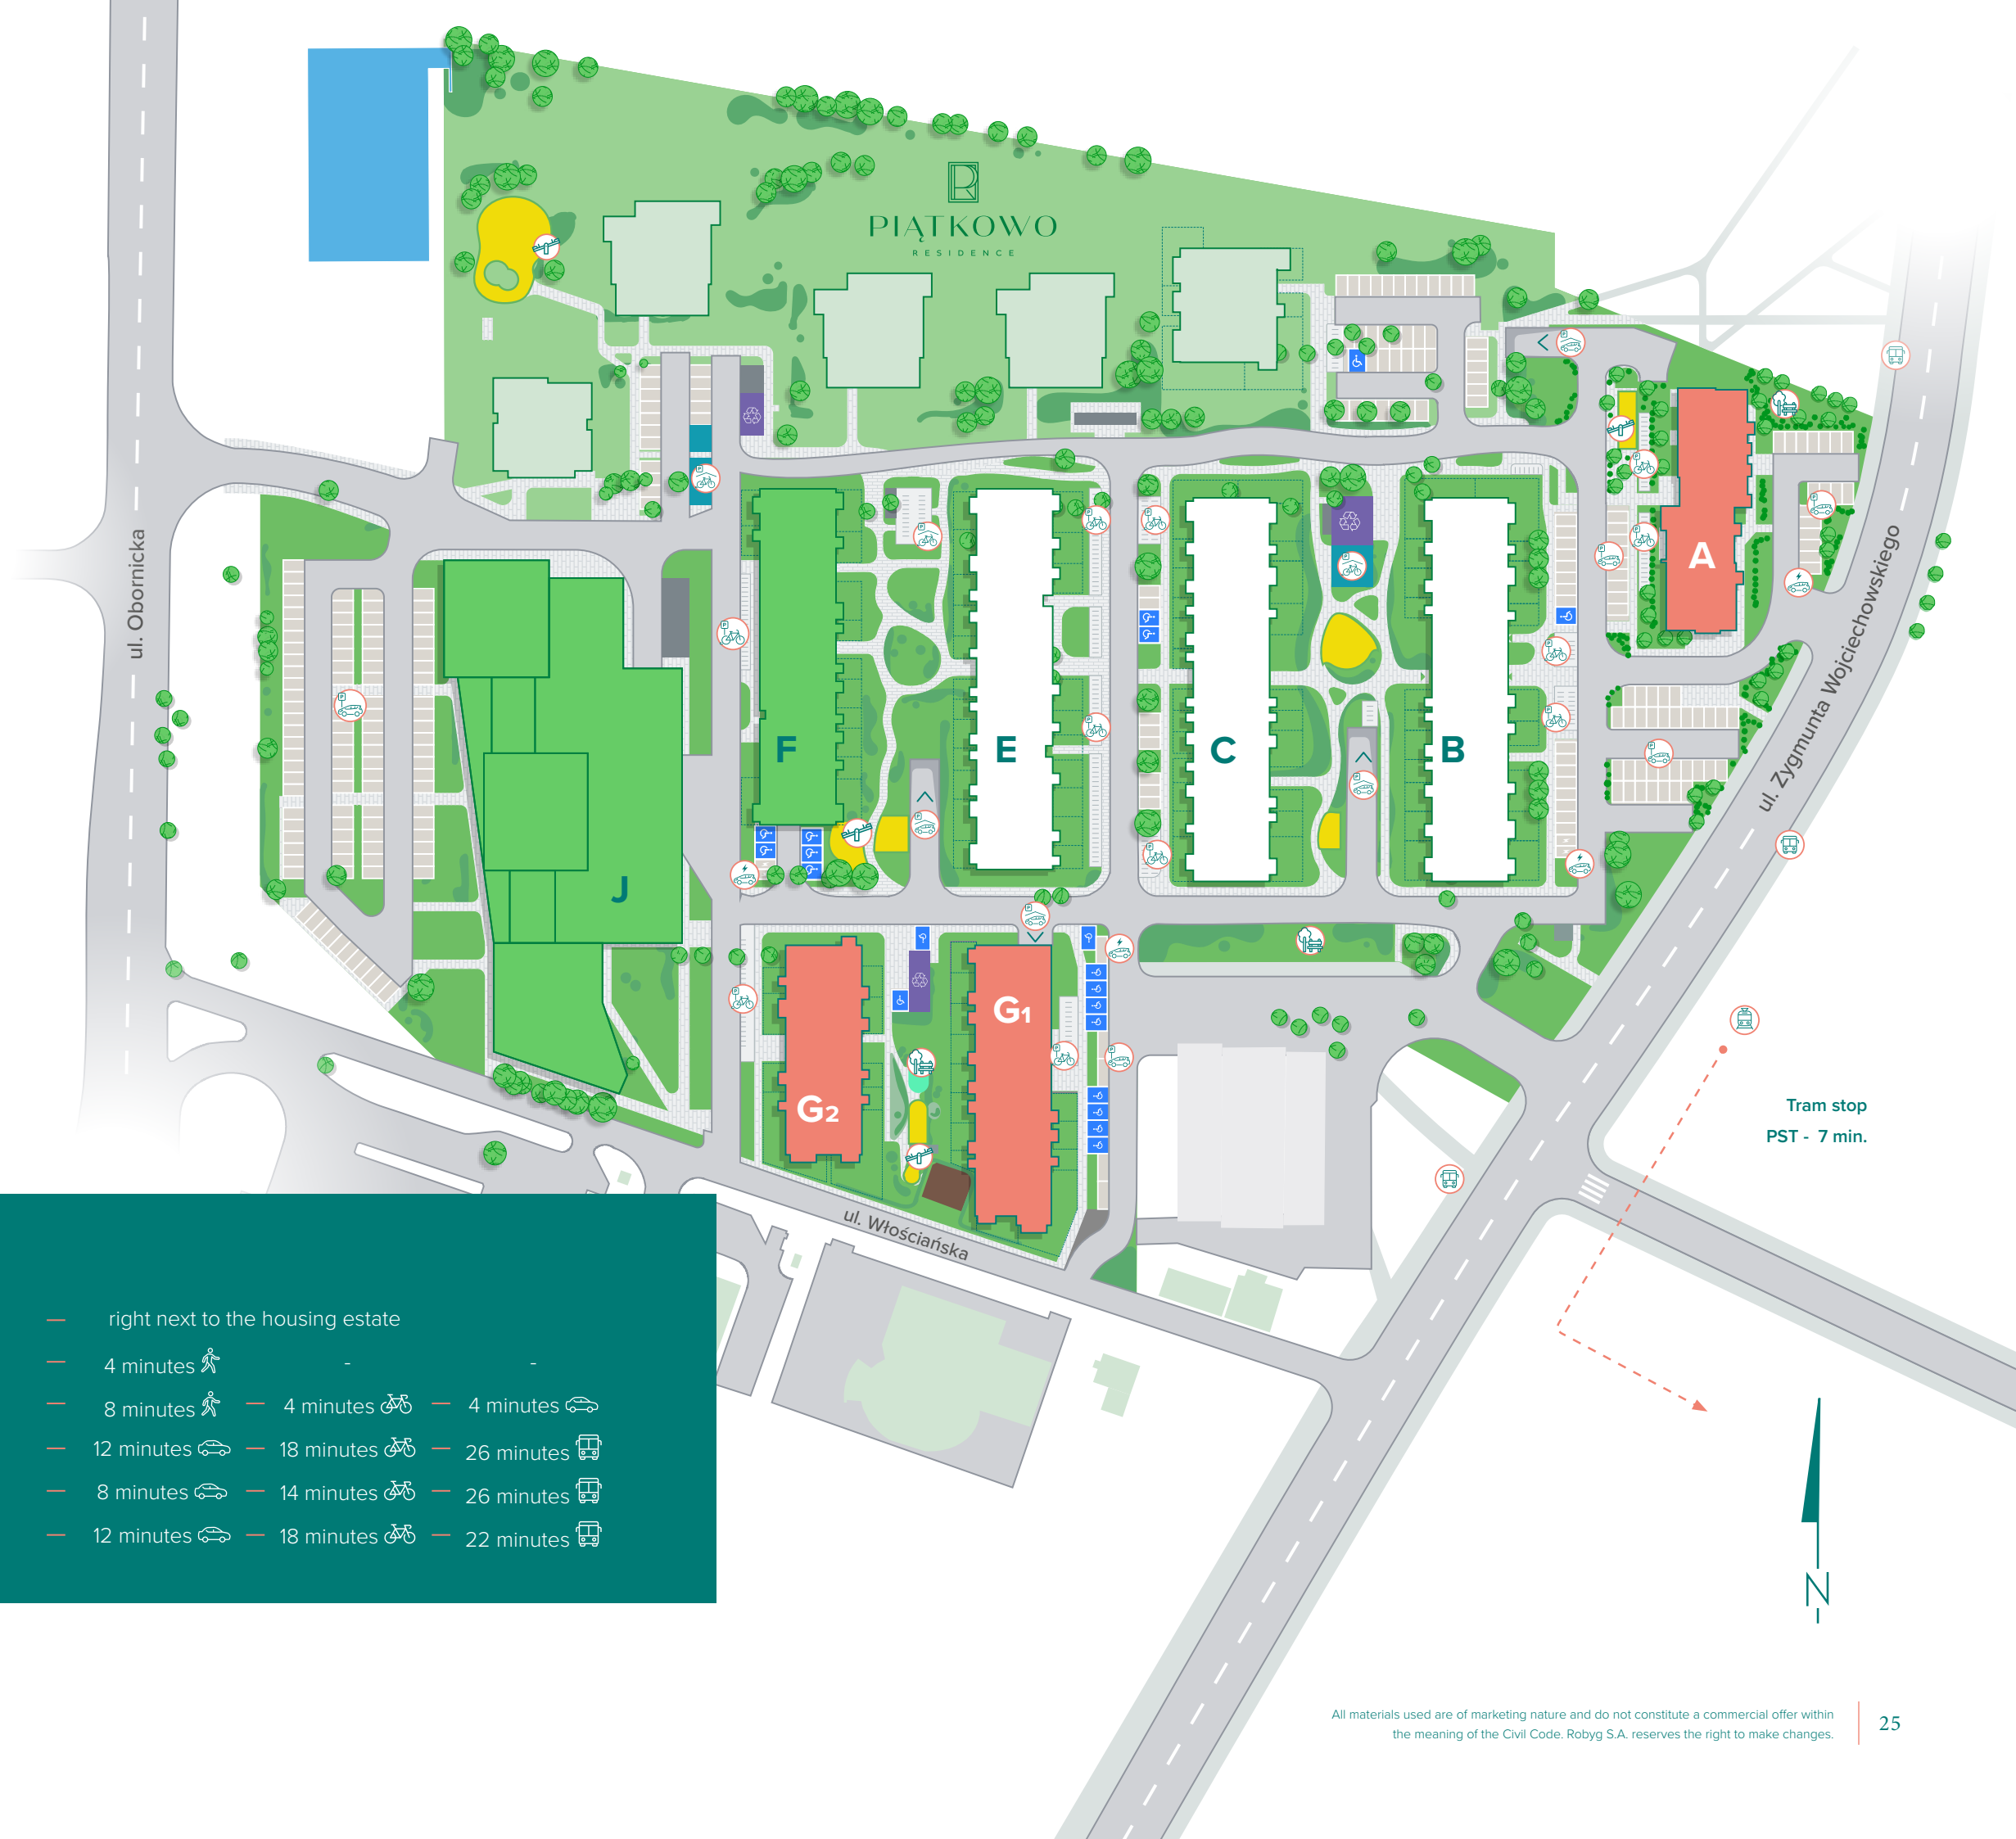 PIĄTKOWO
RESIDENCE
ul. Obornicka
ul. Zygmunta Wojciechowskiego
A
F
E
C
B
J
G1
G2
Tram stop
PST - 7 min.
ul. Włościańska
right next to the housing estate
4 minutes - -
8 minutes 4 minutes 4 minutes
12 minutes 18 minutes 26 minutes
8 minutes 14 minutes 26 minutes
12 minutes 18 minutes 22 minutes
N
All materials used are of marketing nature and do not constitute a commercial offer within
the meaning of the Civil Code. Robyg S.A. reserves the right to make changes.
25